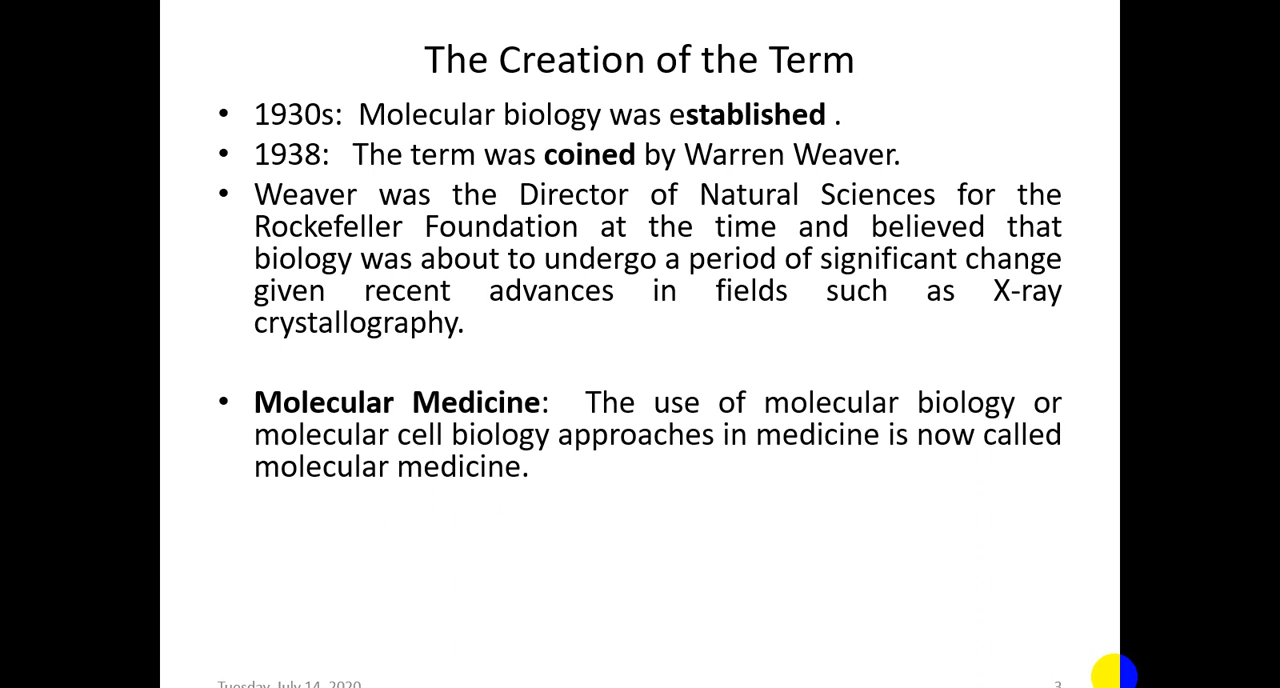 The Creation of the Term
• 1930s:  Molecular biology was established .
• 1938:   The term was coined by Warren Weaver.
• Weaver was the Director of Natural Sciences for the
Rockefeller Foundation at the time and believed that
biology was about to undergo a period of significant change
given recent advances in fields such as X-ray
crystallography.
• Molecular Medicine:  The use of molecular biology or
molecular cell biology approaches in medicine is now called
molecular medicine.
Tuesday, July 14, 2020
3